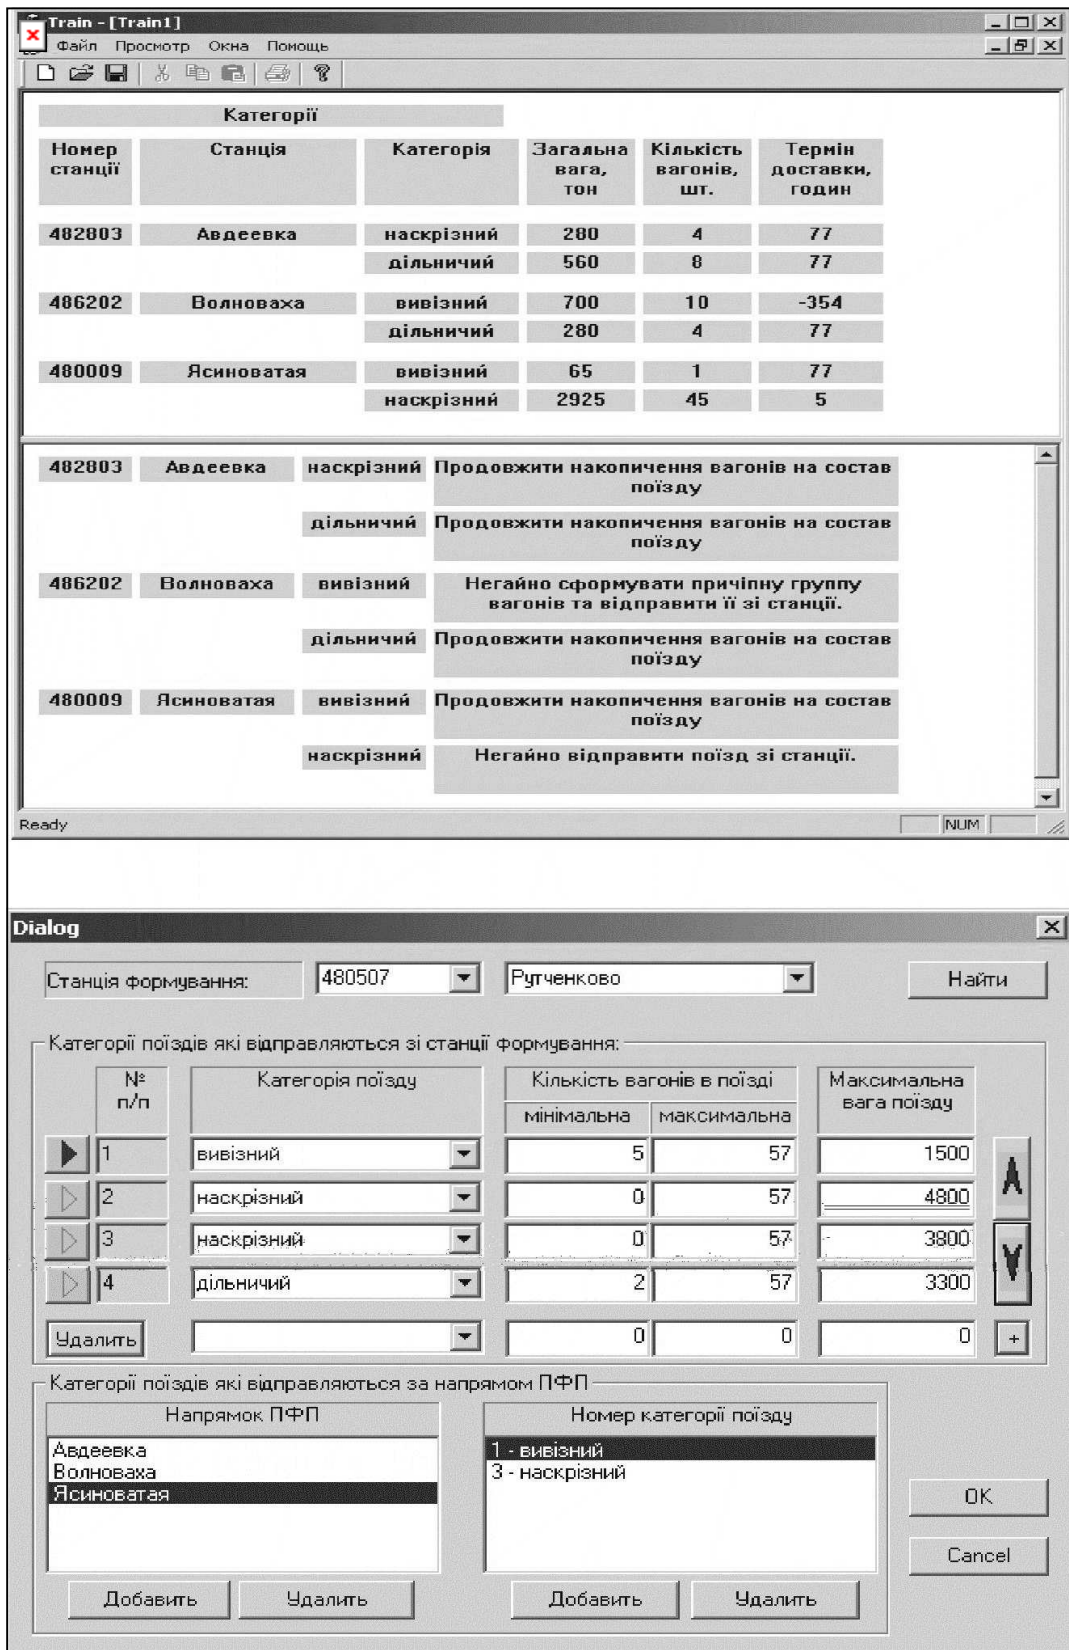 Train - [Train1]
Файл Просмотр Окна Помощь
Категорії
Номер станції Станція Категорія Загальна вага, тон Кількість вагонів, шт. Термін доставки, годин
482803 Авдеевка наскрізний 280 4 77
дільничий 560 8 77
486202 Волноваха вивізний 700 10 -354
дільничий 280 4 77
480009 Ясиноватая вивізний 65 1 77
наскрізний 2925 45 5
482803 Авдеевка наскрізний Продовжити накопичення вагонів на состав
поїзду
дільничий Продовжити накопичення вагонів на состав
поїзду
486202 Волноваха вивізний Негайно сформувати причіпну группу
вагонів та відправити її зі станції.
дільничий Продовжити накопичення вагонів на состав
поїзду
480009 Ясиноватая вивізний Продовжити накопичення вагонів на состав
поїзду
наскрізний Негайно відправити поїзд зі станції.
Ready NUM
Dialog
Станція формування: 480507 Рутченково Найти
Категорії поїздів які відправляються зі станції формування:
№ п/п Категорія поїзду Кількість вагонів в поїзді Максимальна вага поїзду
мінімальна максимальна
1 вивізний 5 57 1500
2 наскрізний 0 57 4800
3 наскрізний 0 57 3800
4 дільничий 2 57 3300
Удалить 0 0 0 +
Категорії поїздів які відправляються за напрямом ПФП
Напрямок ПФП Номер категорії поїзду
Авдеевка 1 - вивізний
Волноваха 3 - наскрізний
Ясиноватая
OK
Cancel
Добавить Удалить Добавить Удалить